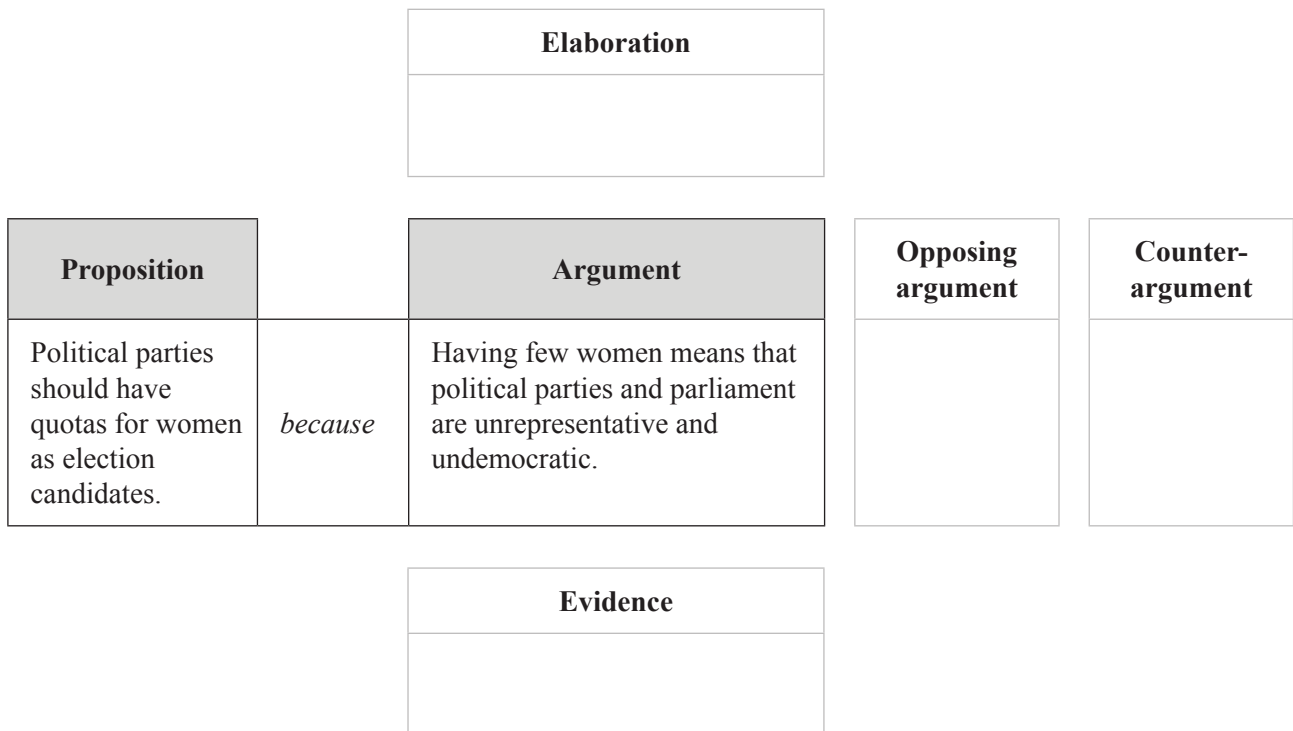 Elaboration
Proposition
Argument
Opposing
argument
Counter-
argument
Political parties
should have
quotas for women
as election
candidates.
because
Having few women means that
political parties and parliament
are unrepresentative and
undemocratic.
Evidence